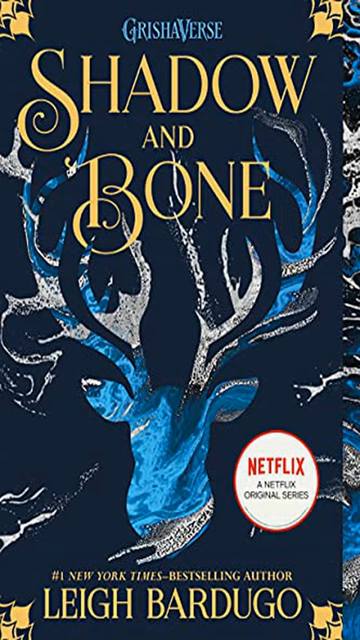 GRISHAVERSE
SHADOW
AND
BONE
NETFLIX
A NETFLIX
ORIGINAL SERIES
#1 NEW YORK TIMES–BESTSELLING AUTHOR
LEIGH BARDUGO